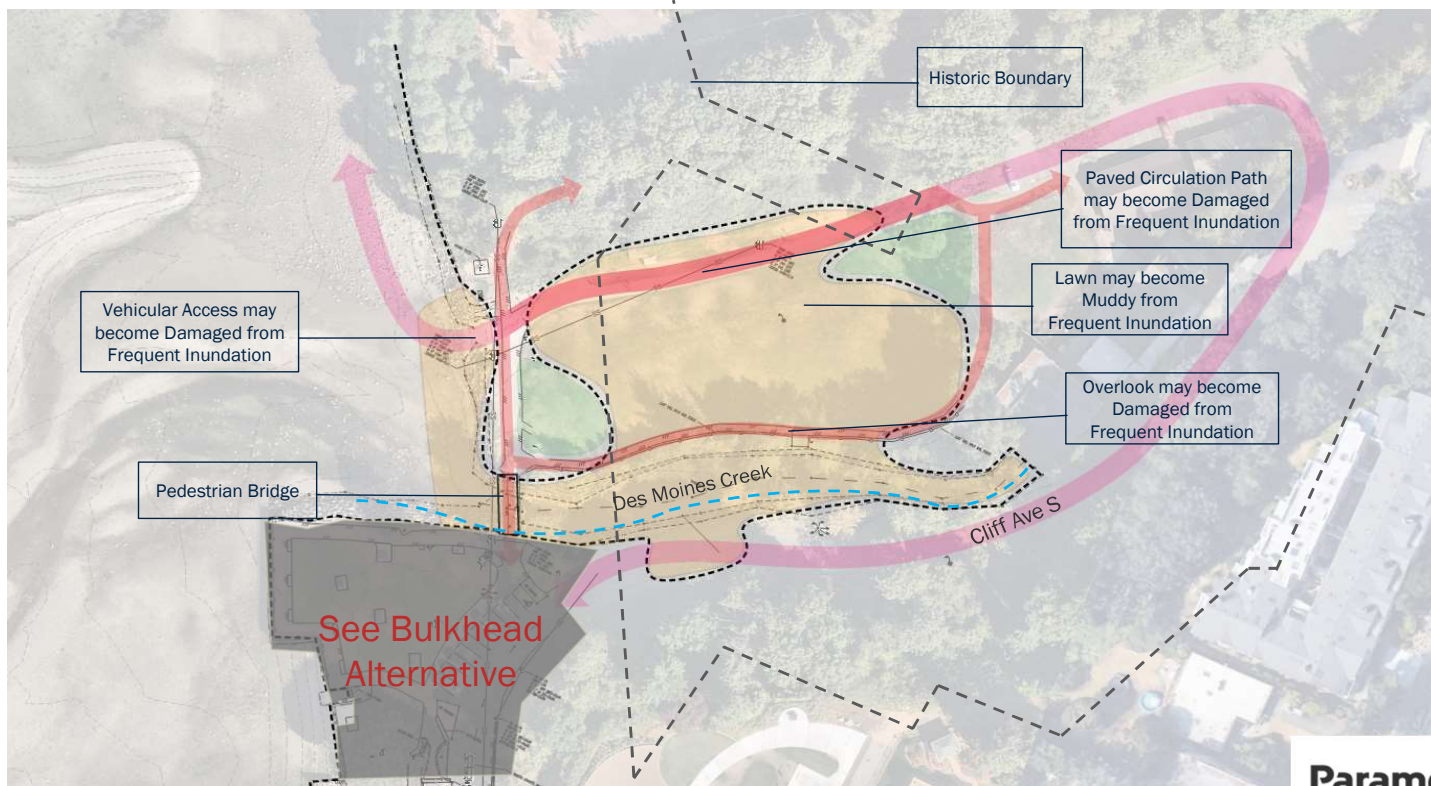 Historic Boundary
Paved Circulation Path
may become Damaged
from Frequent Inundation
Lawn may become
Muddy from
Frequent Inundation
Vehicular Access may
become Damaged from
Frequent Inundation
Overlook may become
Damaged from
Frequent Inundation
Pedestrian Bridge
Des Moines Creek
Cliff Ave S
See Bulkhead
Alternative